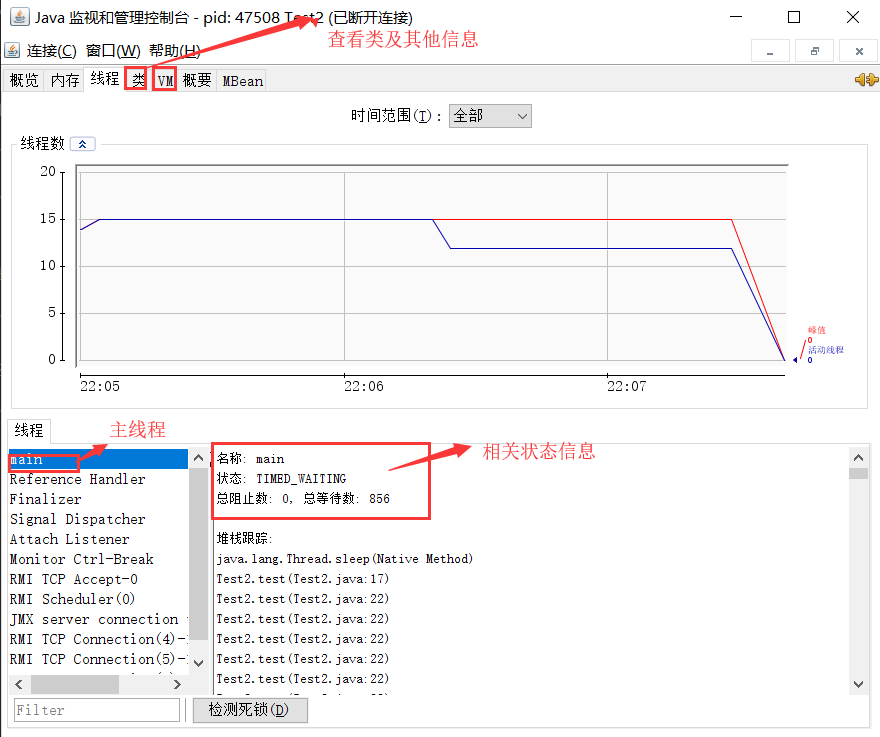 Java 监视和管理控制台 - pid: 47508 Test2 (已断开连接)
连接(C) 窗口(W) 帮助(H)
查看类及其他信息
概览 内存 线程 类 VM 概要 MBean
时间范围(T)： 全部
线程数
20
15
10
5
0
峰值
0
活动线程
0
22:05 22:06 22:07
线程
主线程
相关状态信息
main
Reference Handler
Finalizer
Signal Dispatcher
Attach Listener
Monitor Ctrl-Break
RMI TCP Accept-0
RMI Scheduler(0)
JMX server connection
RMI TCP Connection(4)-
RMI TCP Connection(5)-
名称: main
状态: TIMED_WAITING
总阻止数: 0, 总等待数: 856
堆栈跟踪:
java.lang.Thread.sleep(Native Method)
Test2.test(Test2.java:17)
Test2.test(Test2.java:22)
Test2.test(Test2.java:22)
Test2.test(Test2.java:22)
Test2.test(Test2.java:22)
Test2.test(Test2.java:22)
Filter
检测死锁(D)